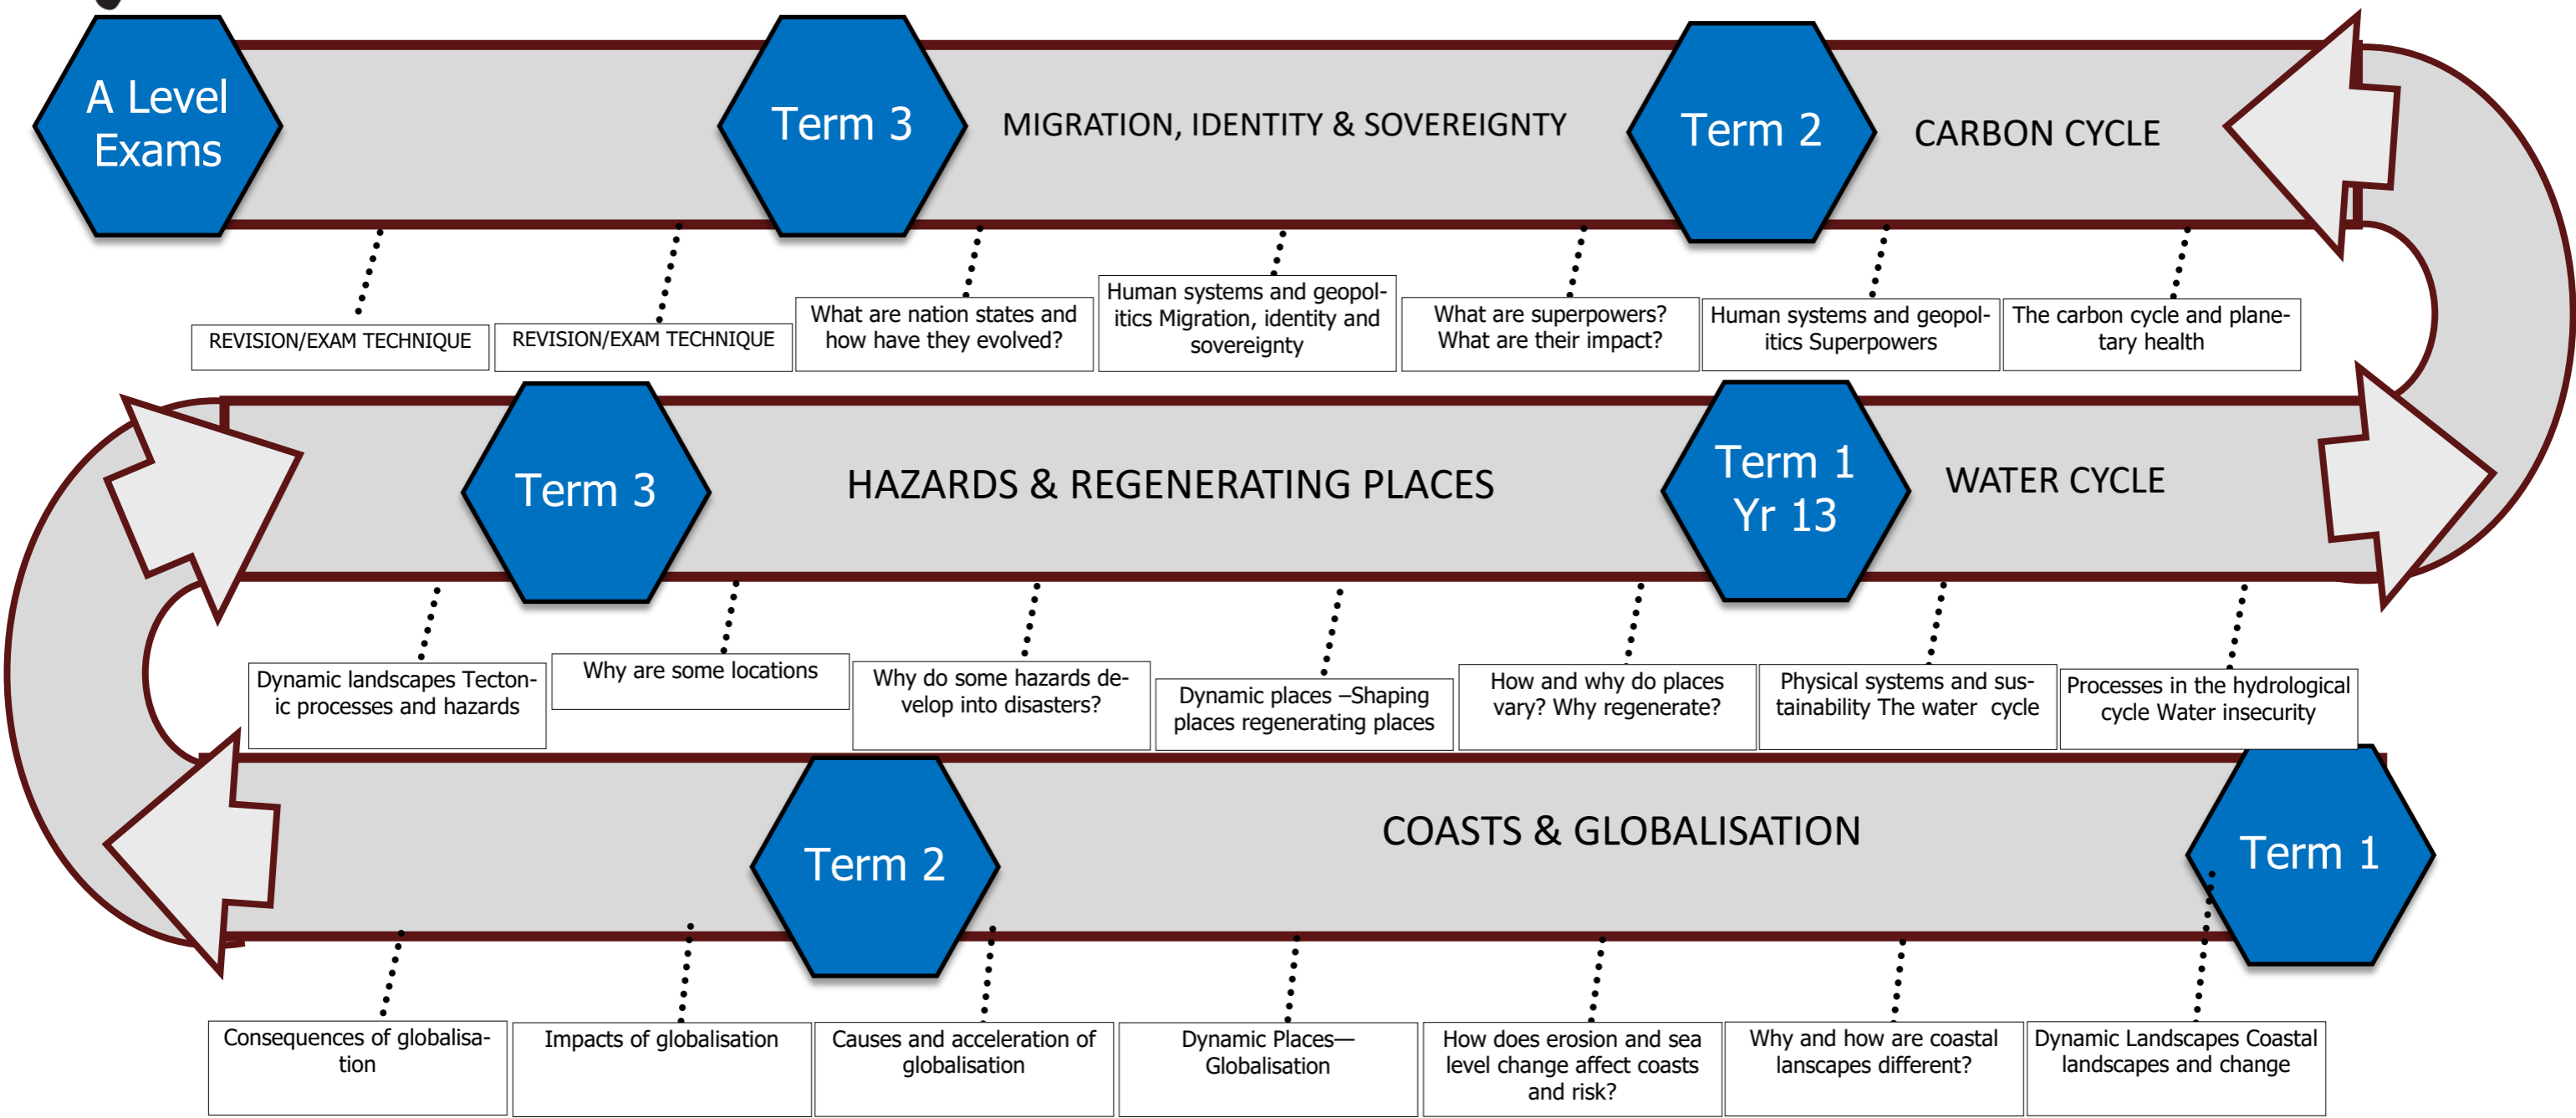 A Level
Exams
Term 3
MIGRATION, IDENTITY & SOVEREIGNTY
Term 2
CARBON CYCLE
REVISION/EXAM TECHNIQUE
REVISION/EXAM TECHNIQUE
What are nation states and
how have they evolved?
Human systems and geopol-
itics Migration, identity and
sovereignty
What are superpowers?
What are their impact?
Human systems and geopol-
itics Superpowers
The carbon cycle and plane-
tary health
Term 3
HAZARDS & REGENERATING PLACES
Term 1
Yr 13
WATER CYCLE
Dynamic landscapes Tecton-
ic processes and hazards
Why are some locations
Why do some hazards de-
velop into disasters?
Dynamic places –Shaping
places regenerating places
How and why do places
vary? Why regenerate?
Physical systems and sus-
tainability The water cycle
Processes in the hydrological
cycle Water insecurity
Term 2
COASTS & GLOBALISATION
Term 1
Consequences of globalisa-
tion
Impacts of globalisation
Causes and acceleration of
globalisation
Dynamic Places—
Globalisation
How does erosion and sea
level change affect coasts
and risk?
Why and how are coastal
lanscapes different?
Dynamic Landscapes Coastal
landscapes and change